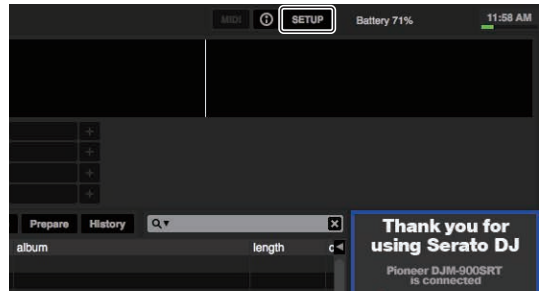 MIDI SETUP Battery 71% 11:58 AM
Prepare History
album length
Thank you for
using Serato DJ
Pioneer DJM-900SRT
is connected